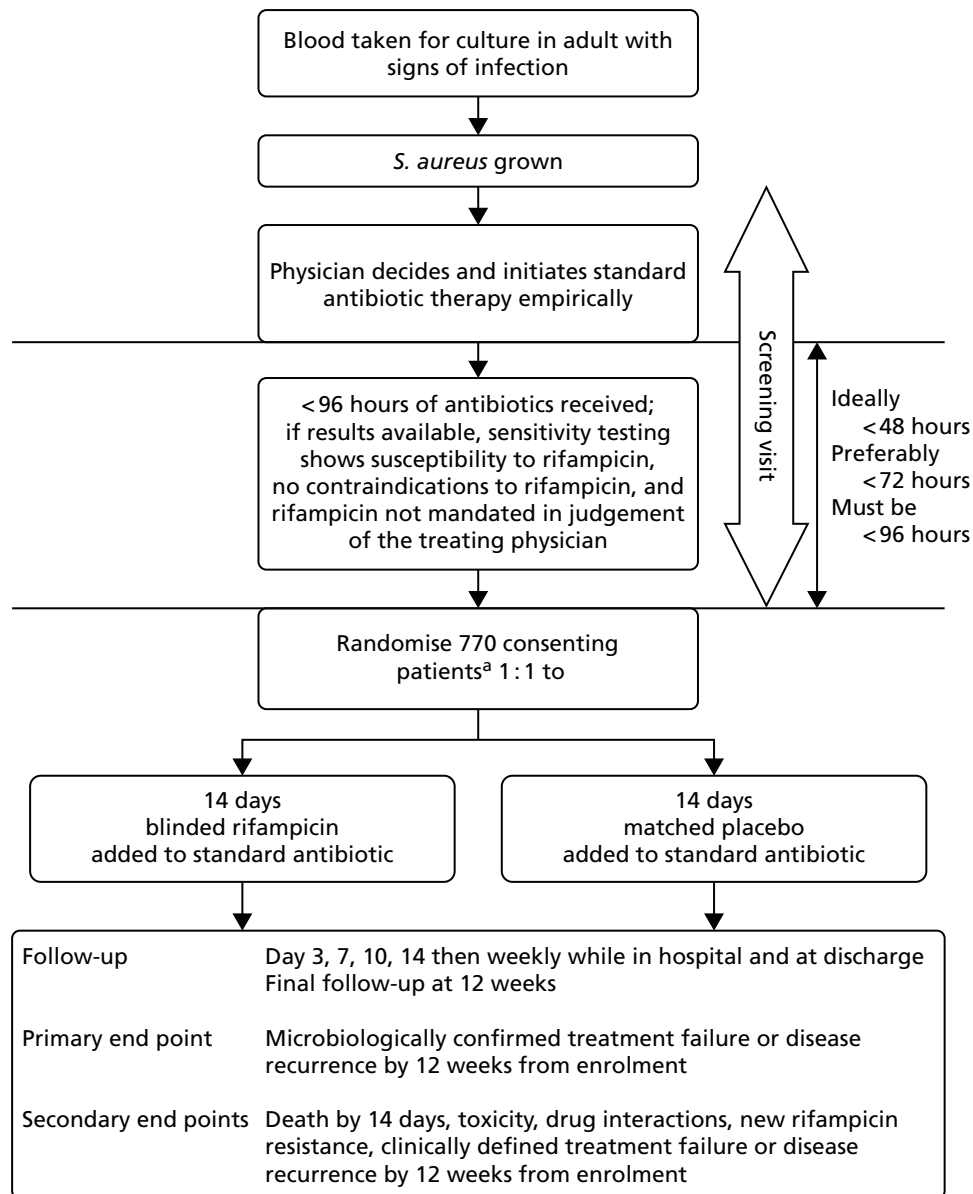 Blood taken for culture in adult with
signs of infection
S. aureus grown
Physician decides and initiates standard
antibiotic therapy empirically
<96 hours of antibiotics received;
if results available, sensitivity testing
shows susceptibility to rifampicin,
no contraindications to rifampicin, and
rifampicin not mandated in judgement
of the treating physician
Screening visit
Ideally
<48 hours
Preferably
<72 hours
Must be
<96 hours
Randomise 770 consenting
patientsª 1:1 to
14 days
blinded rifampicin
added to standard antibiotic
14 days
matched placebo
added to standard antibiotic
Follow-up Day 3, 7, 10, 14 then weekly while in hospital and at discharge
Final follow-up at 12 weeks
Primary end point Microbiologically confirmed treatment failure or disease
recurrence by 12 weeks from enrolment
Secondary end points Death by 14 days, toxicity, drug interactions, new rifampicin
resistance, clinically defined treatment failure or disease
recurrence by 12 weeks from enrolment